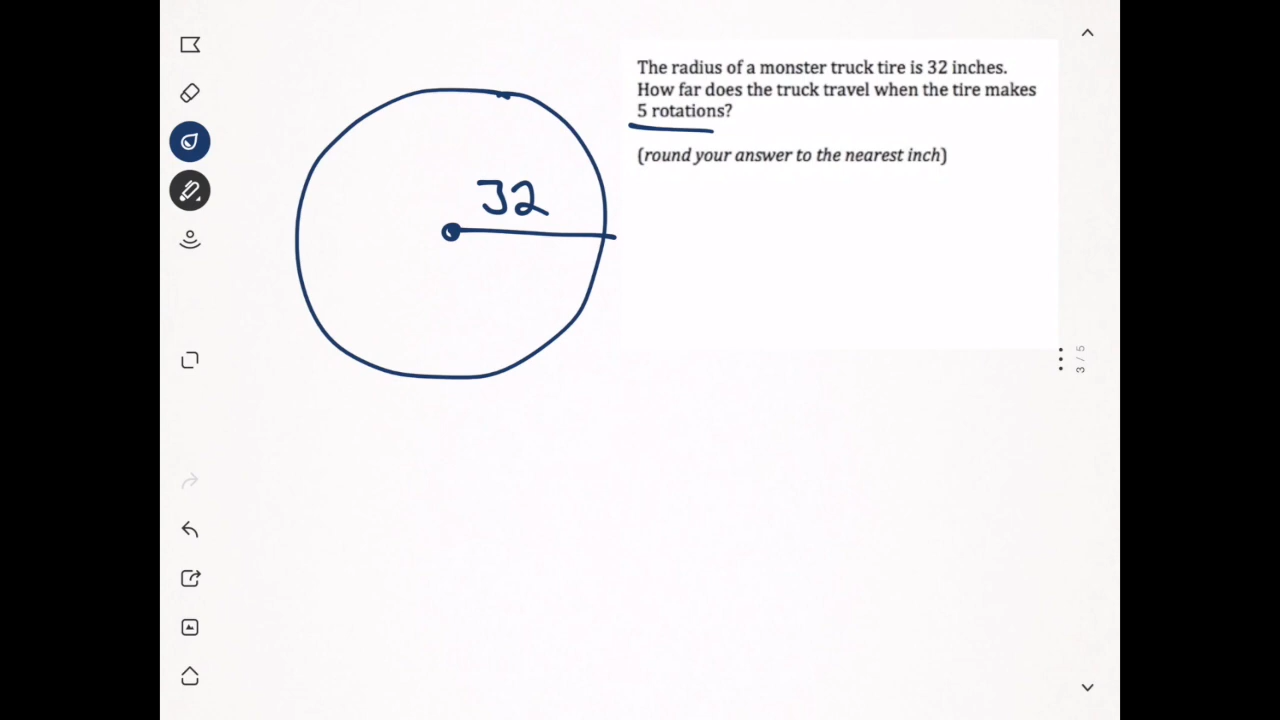 The radius of a monster truck tire is 32 inches.
How far does the truck travel when the tire makes
5 rotations?
(round your answer to the nearest inch)
32
3 / 5